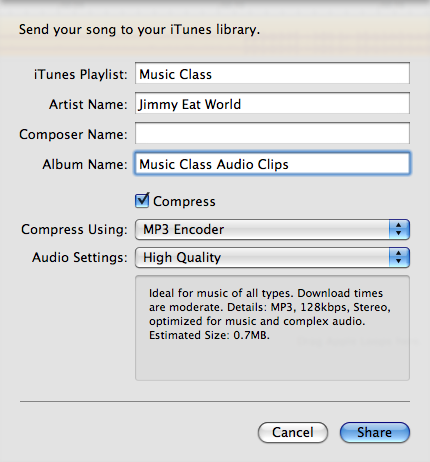 Send your song to your iTunes library.
iTunes Playlist: Music Class
Artist Name: Jimmy Eat World
Composer Name:
Album Name: Music Class Audio Clips
Compress
Compress Using: MP3 Encoder
Audio Settings: High Quality
Ideal for music of all types. Download times
are moderate. Details: MP3, 128kbps, Stereo,
optimized for music and complex audio.
Estimated Size: 0.7MB.
Cancel Share